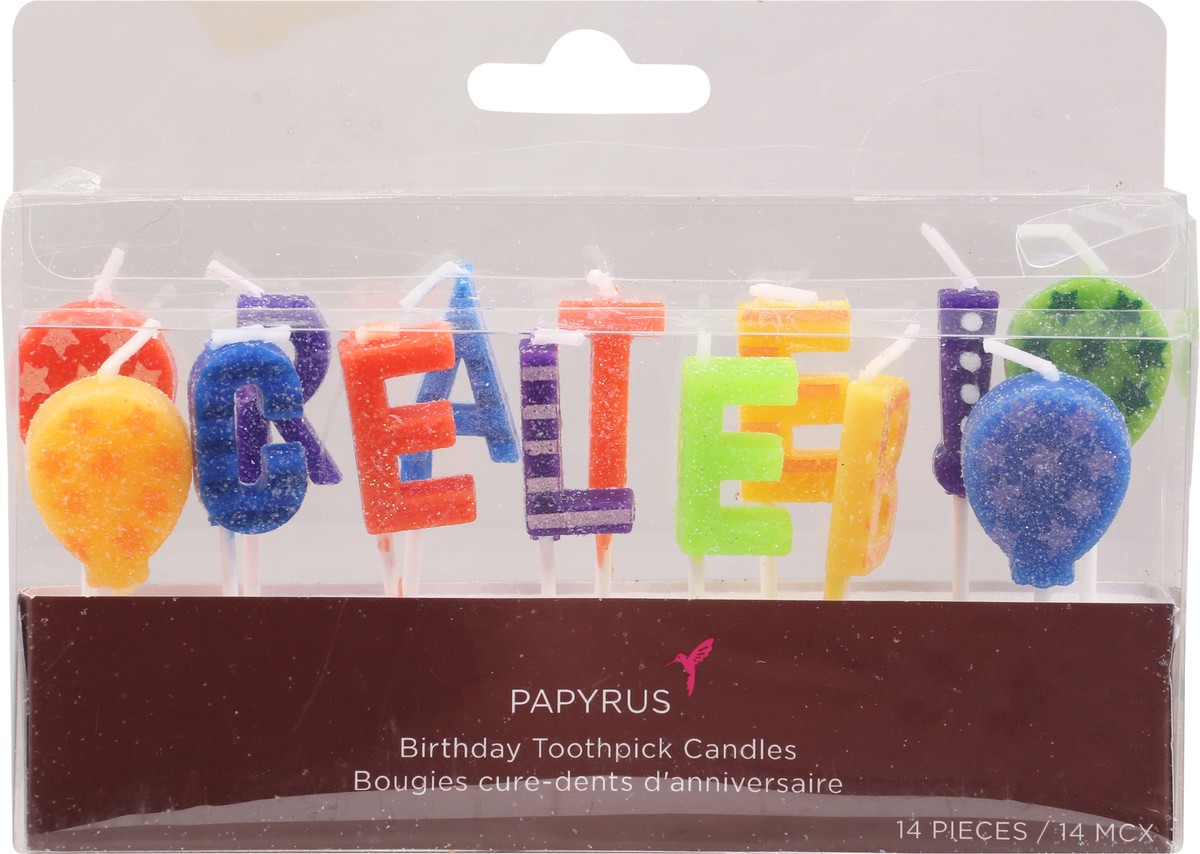 R A T E !
C E L E B
PAPYRUS
Birthday Toothpick Candles
Bougies cure-dents d'anniversaire
14 PIECES / 14 MCX